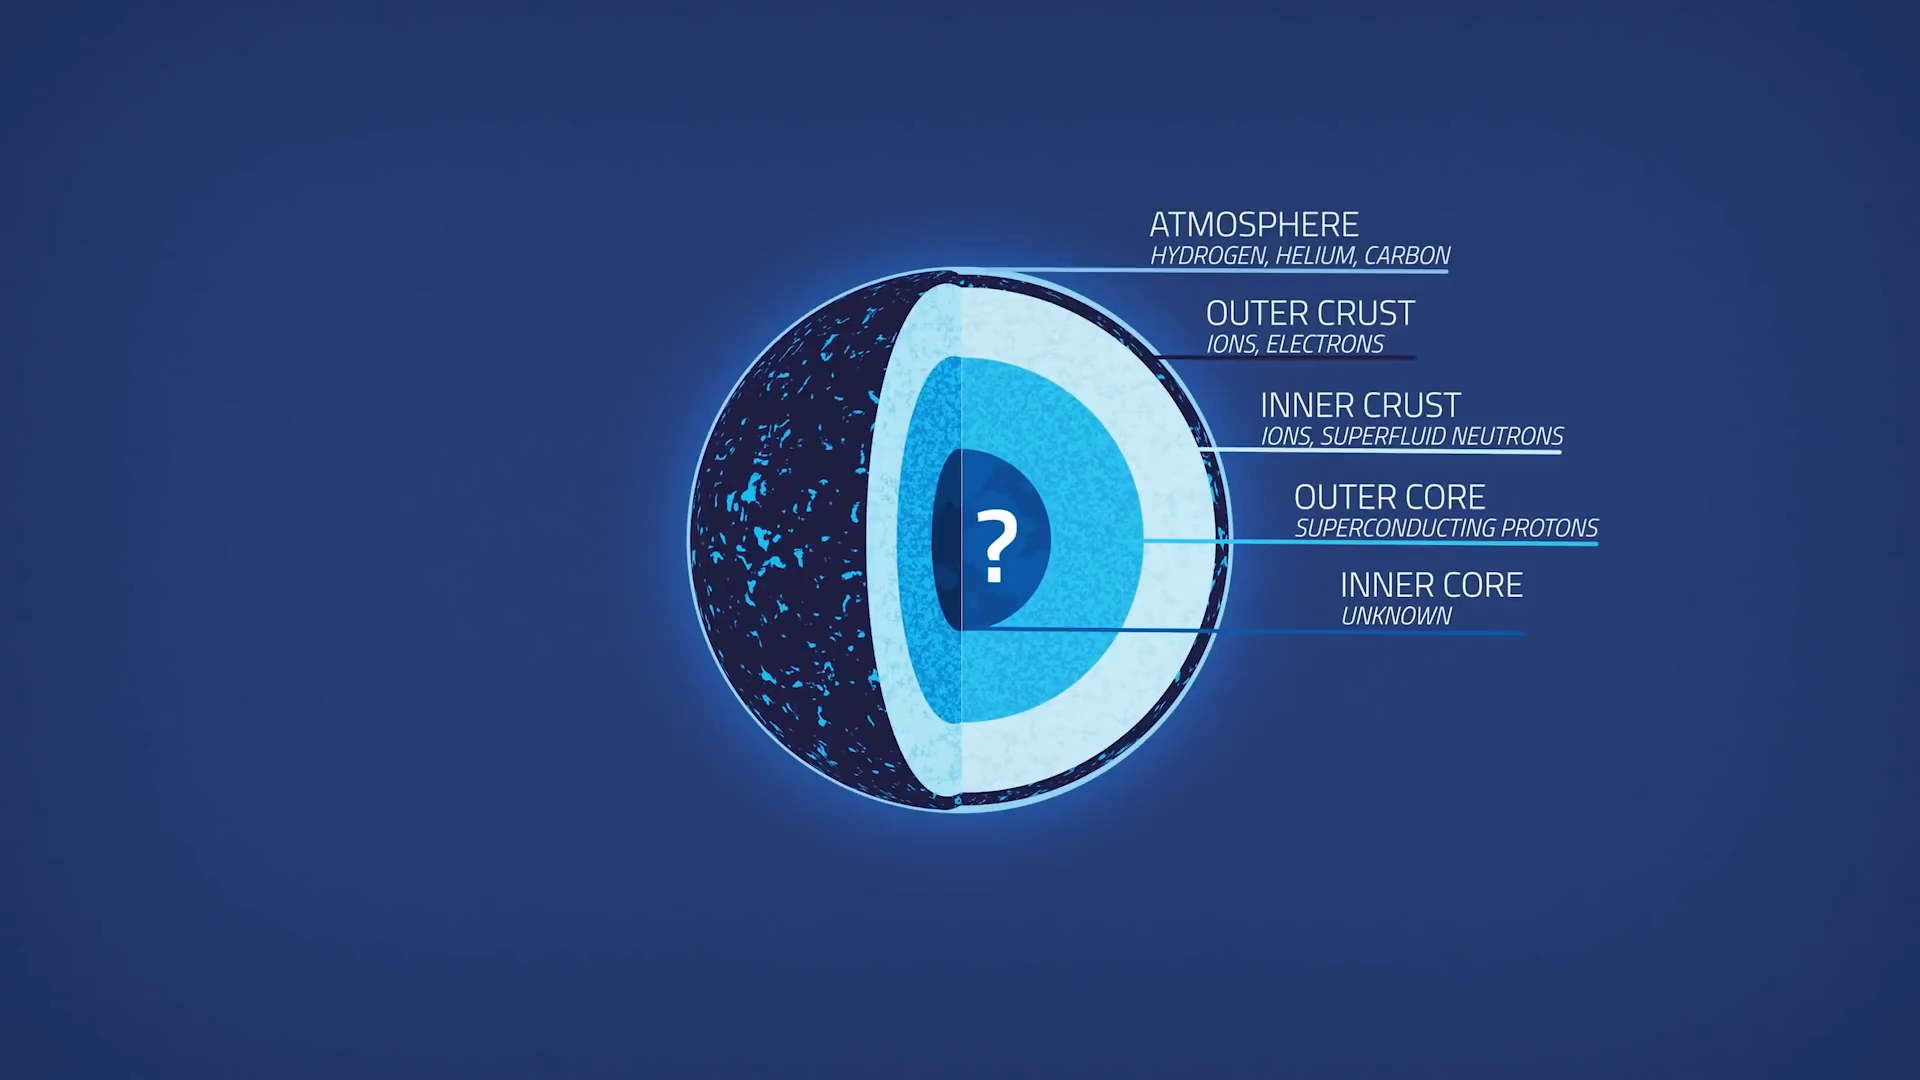 ATMOSPHERE
HYDROGEN, HELIUM, CARBON
OUTER CRUST
IONS, ELECTRONS
INNER CRUST
IONS, SUPERFLUID NEUTRONS
OUTER CORE
SUPERCONDUCTING PROTONS
?
INNER CORE
UNKNOWN